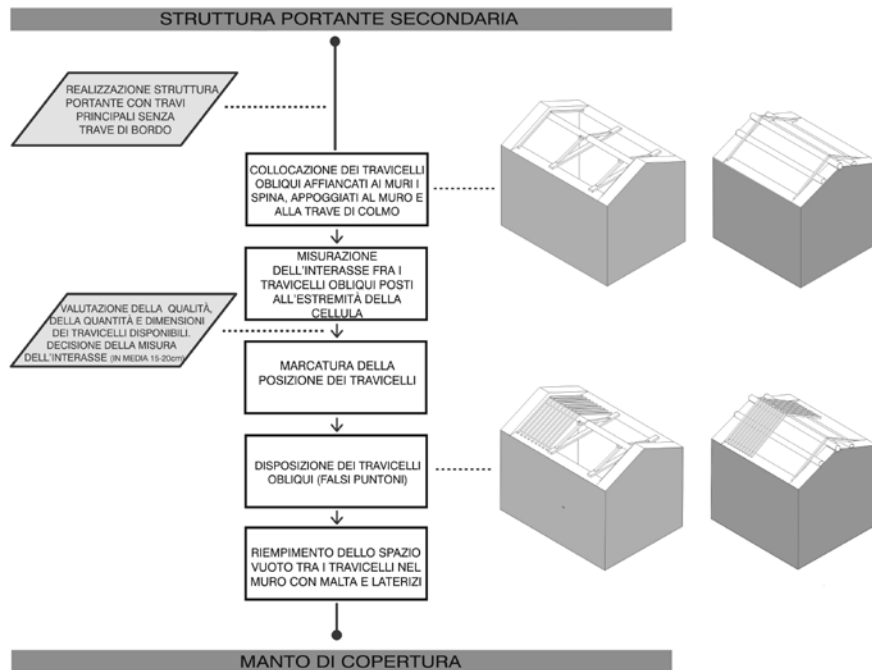 STRUTTURA PORTANTE SECONDARIA
REALIZZAZIONE STRUTTURA
PORTANTE CON TRAVI
PRINCIPALI SENZA
TRAVE DI BORDO
COLLOCAZIONE DEI TRAVICELLI
OBLIQUI AFFIANCATI AI MURI I
SPINA, APPOGGIATI AL MURO E
ALLA TRAVE DI COLMO
MISURAZIONE
DELL'INTERASSE FRA I
TRAVICELLI OBLIQUI POSTI
ALL'ESTREMITÀ DELLA
CELLULA
VALUTAZIONE DELLA QUALITÀ,
DELLA QUANTITÀ E DIMENSIONI
DEI TRAVICELLI DISPONIBILI.
DECISIONE DELLA MISURA
DELL'INTERASSE (IN MEDIA 15-20cm)
MARCATURA DELLA
POSIZIONE DEI TRAVICELLI
DISPOSIZIONE DEI TRAVICELLI
OBLIQUI (FALSI PUNTONI)
RIEMPIMENTO DELLO SPAZIO
VUOTO TRA I TRAVICELLI NEL
MURO CON MALTA E LATERIZI
MANTO DI COPERTURA